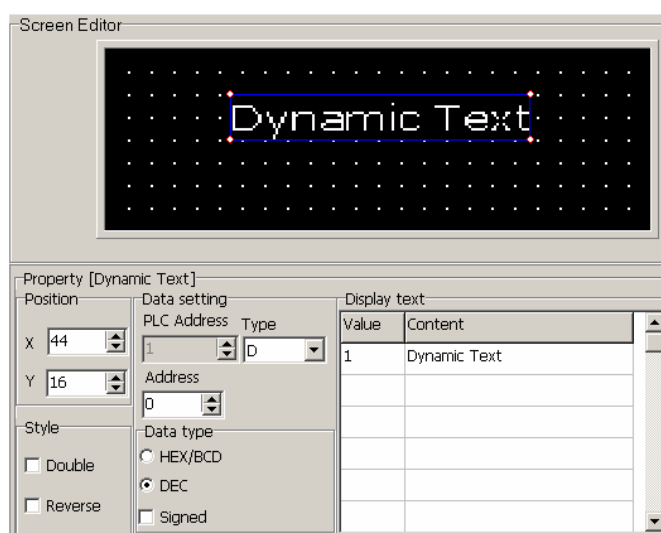 Screen Editor
Dynamic Text
Property [Dynamic Text]
Position
X 44
Y 16
Style
Double
Reverse
Data setting
PLC Address Type
1 D
Address
0
Data type
HEX/BCD
DEC
Signed
Display text
Value Content
1 Dynamic Text